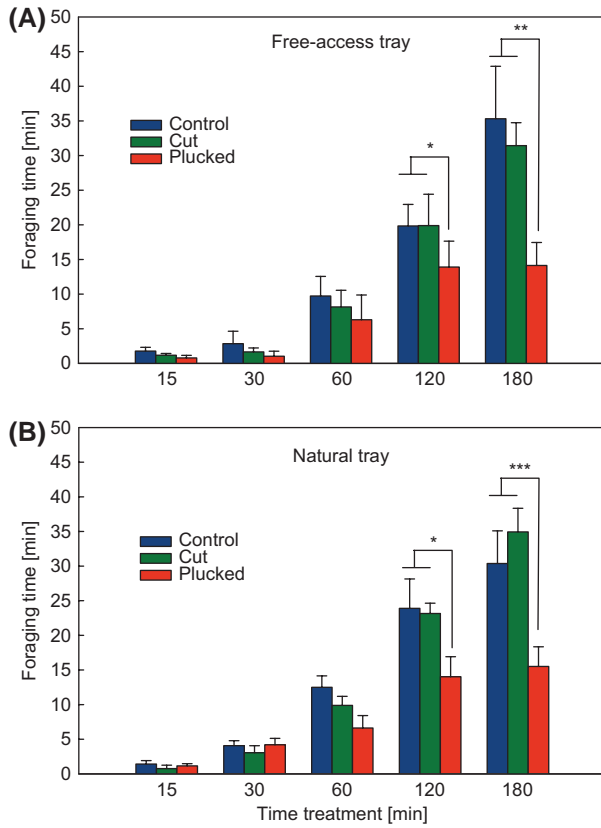 (A)
Free-access tray
Foraging time [min]
50
45
40
35
30
25
20
15
10
5
0
Control
Cut
Plucked
*
**
15 30 60 120 180
(B)
Natural tray
Foraging time [min]
50
45
40
35
30
25
20
15
10
5
0
Control
Cut
Plucked
*
***
15 30 60 120 180
Time treatment [min]